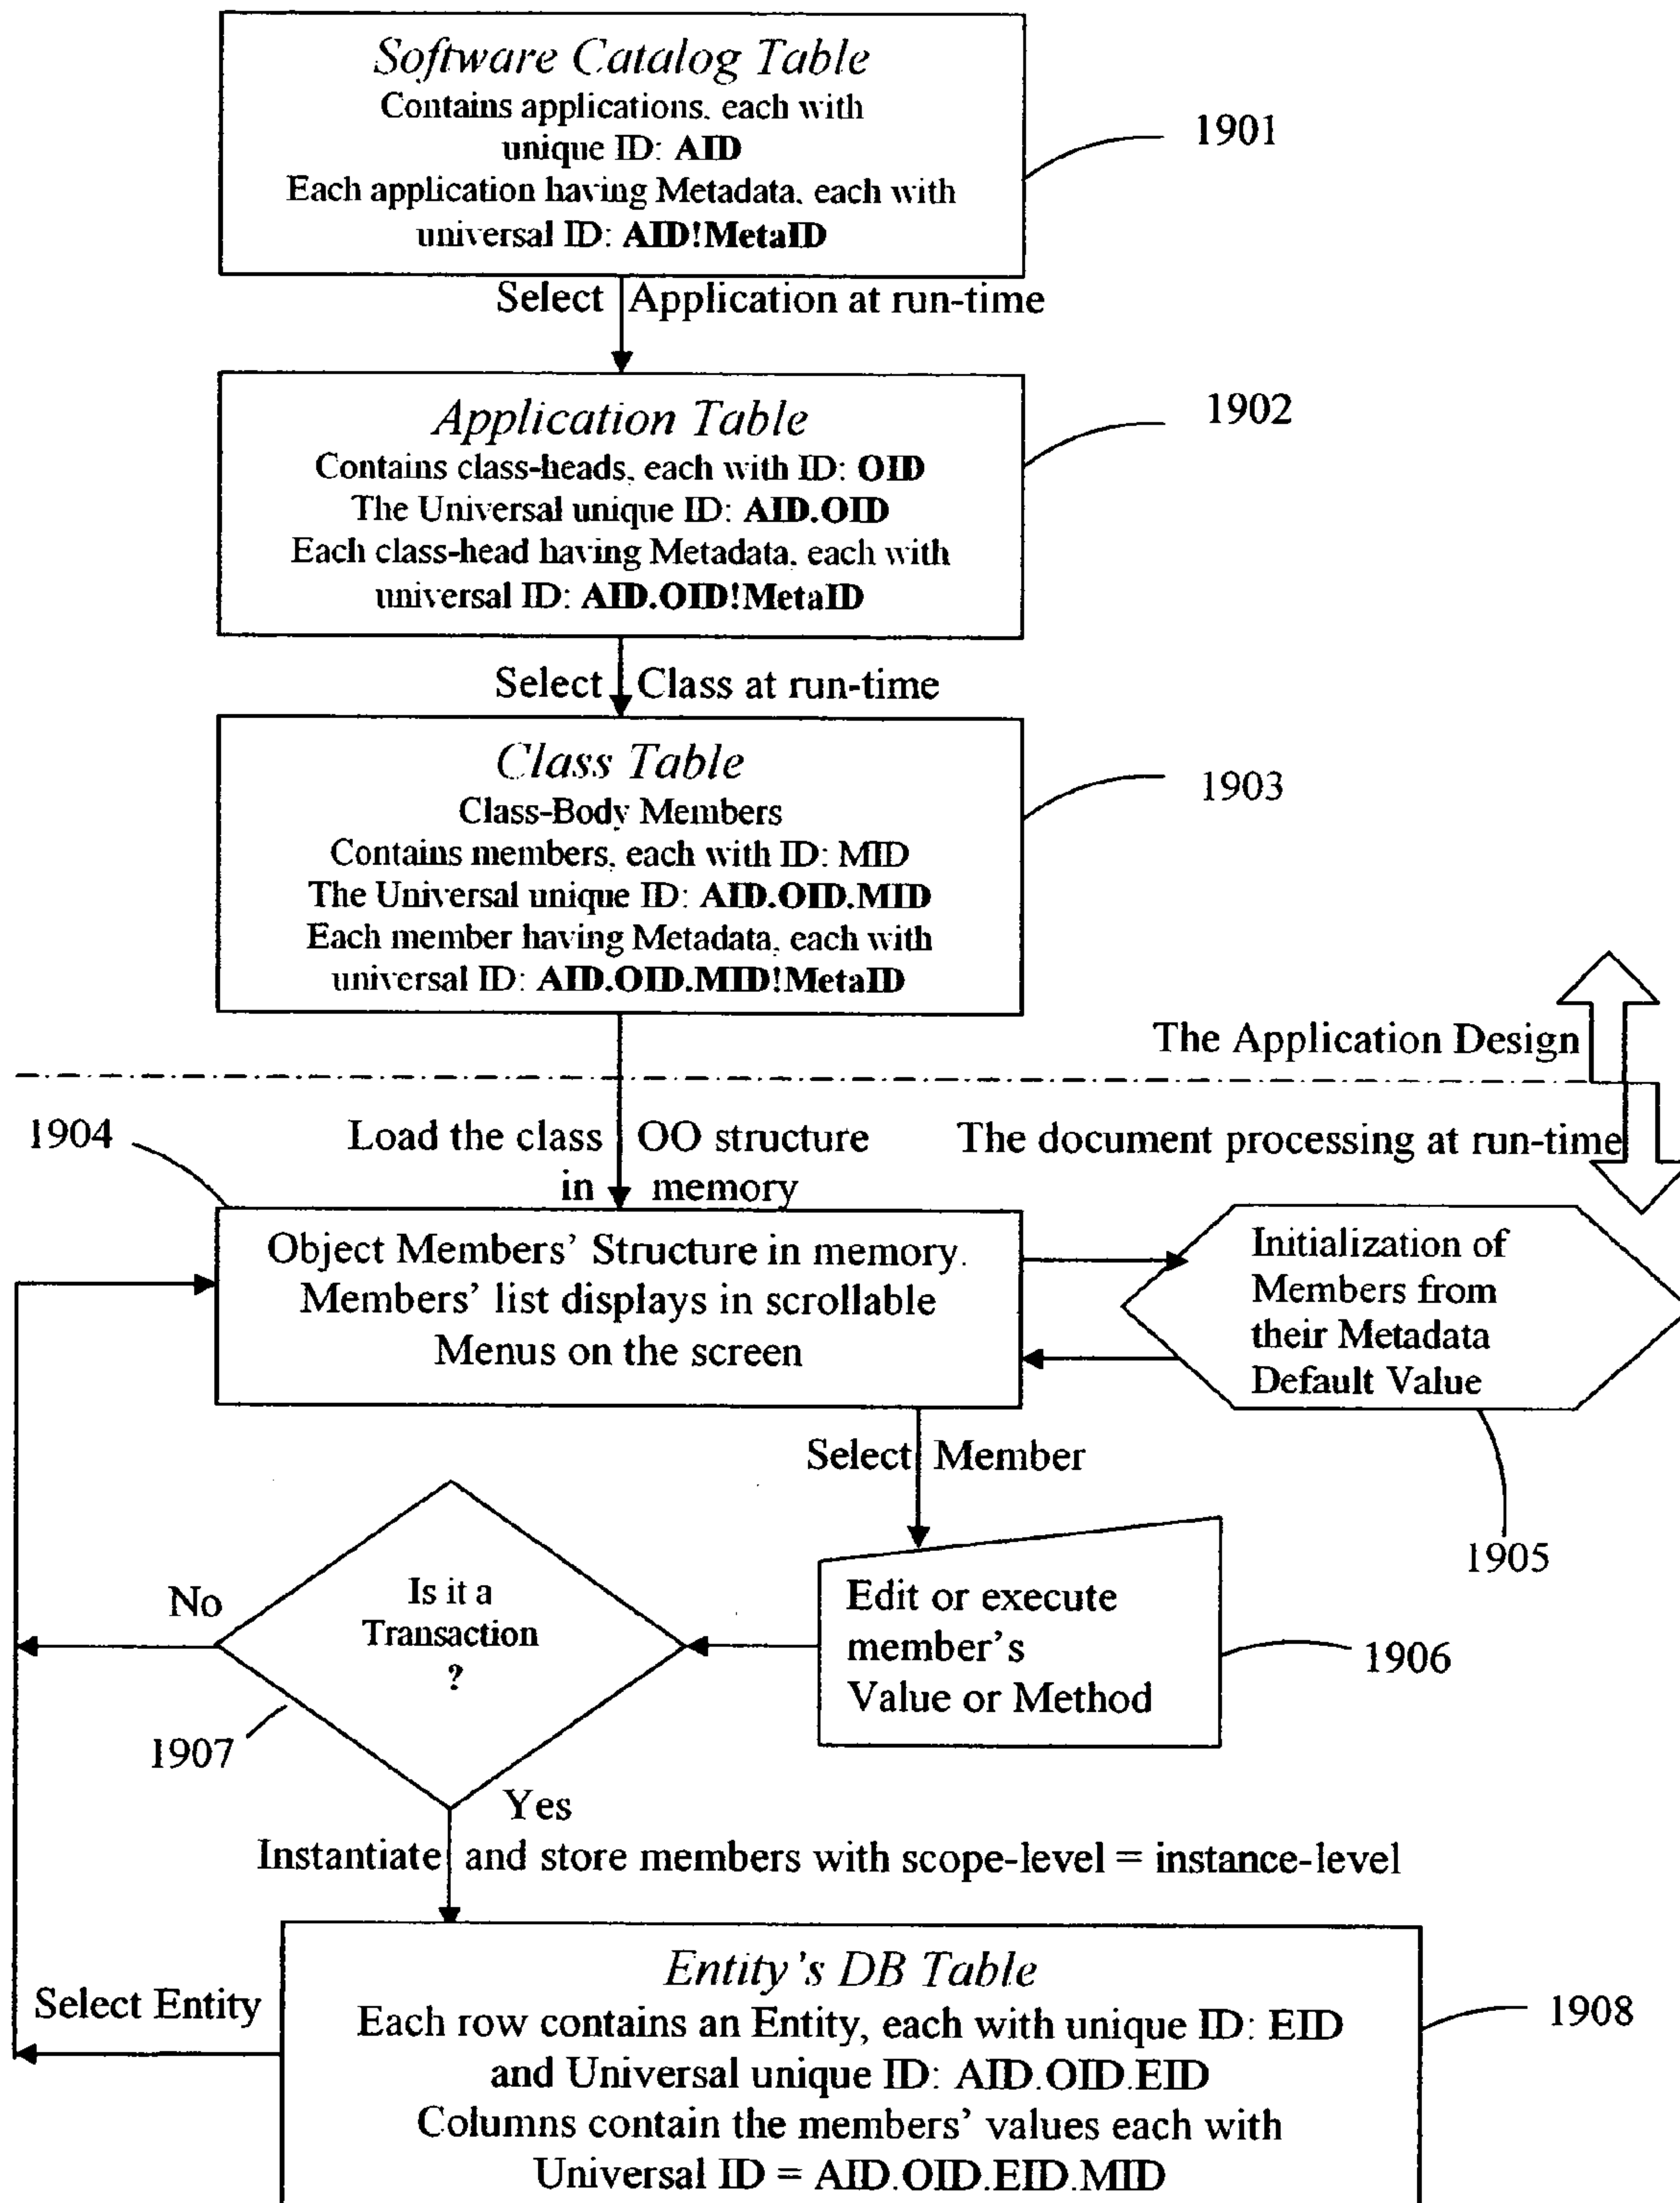 Software Catalog Table
Contains applications, each with
unique ID: AID
Each application having Metadata, each with
universal ID: AID!MetaID
1901
Select Application at run-time
Application Table
Contains class-heads, each with ID: OID
The Universal unique ID: AID.OID
Each class-head having Metadata, each with
universal ID: AID.OID!MetaID
1902
Select Class at run-time
Class Table
Class-Body Members
Contains members, each with ID: MID
The Universal unique ID: AID.OID.MID
Each member having Metadata, each with
universal ID: AID.OID.MID!MetaID
1903
The Application Design
1904
Load the class OO structure
in memory
The document processing at run-time
Object Members' Structure in memory.
Members' list displays in scrollable
Menus on the screen
Initialization of
Members from
their Metadata
Default Value
1905
Select Member
Edit or execute
member's
Value or Method
1906
Is it a
Transaction
?
No
1907
Yes
Instantiate and store members with scope-level = instance-level
Entity's DB Table
Each row contains an Entity, each with unique ID: EID
and Universal unique ID: AID.OID.EID
Columns contain the members' values each with
Universal ID = AID.OID.EID.MID
Select Entity
1908